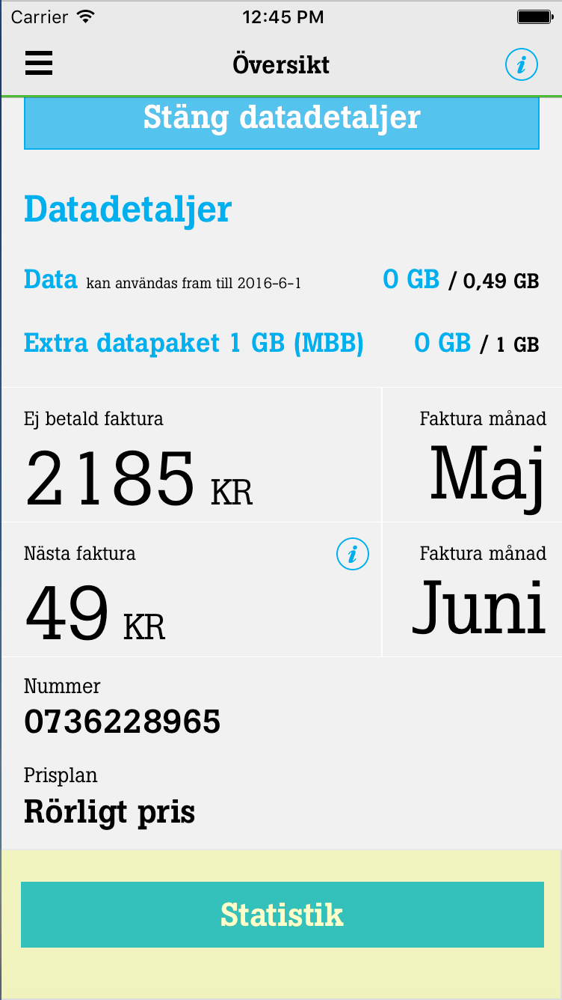 Carrier 12:45 PM
Översikt
Stäng datadetaljer
Datadetaljer
Data kan användas fram till 2016-6-1 0 GB / 0,49 GB
Extra datapaket 1 GB (MBB) 0 GB / 1 GB
Ej betald faktura Faktura månad
2185 KR Maj
Nästa faktura i Faktura månad
49 KR Juni
Nummer
0736228965
Prisplan
Rörligt pris
Statistik